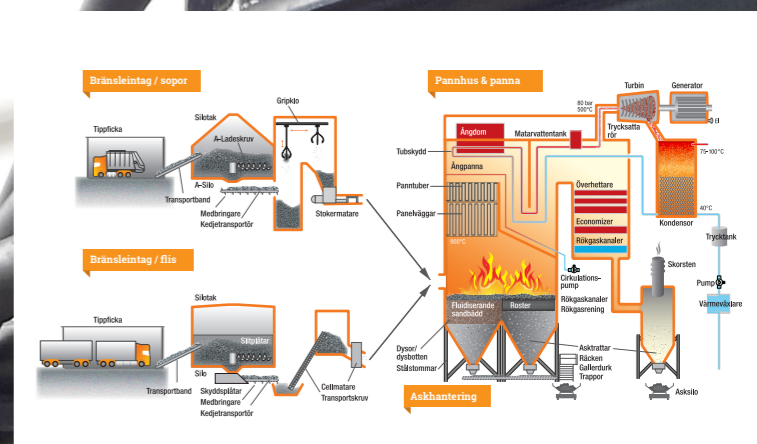 Bränsleintag / sopor
Gripklo
Silotak
Tippficka
A-Ladeskruv
A-Silo
Transportband
Medbringare
Kedjetransportör
Stokermatare
Bränsleintag / flis
Silotak
Tippficka
Slitplåtar
Silo
Transportband
Skyddsplåtar
Medbringare
Kedjetransportör
Cellmatare
Transportskruv
Pannhus & panna
Turbin
Generator
80 bar
500°C
El
Ångdom
Matarvattentank
Trycksatta
rör
Tubskydd
Ångpanna
75-100°C
Panntuber
Överhettare
Panelväggar
Economizer
40°C
Kondensor
Rökgaskanaler
800°C
Trycktank
Skorsten
Cirkulations-
pump
Pump
Värmeväxlare
Fluidiserande
sandbädd
Roster
Rökgaskanaler
Rökgasrening
Dysor/
dysbotten
Stålstommar
Asktrattar
Räcken
Gallerdurk
Trappor
Asksilo
Askhantering